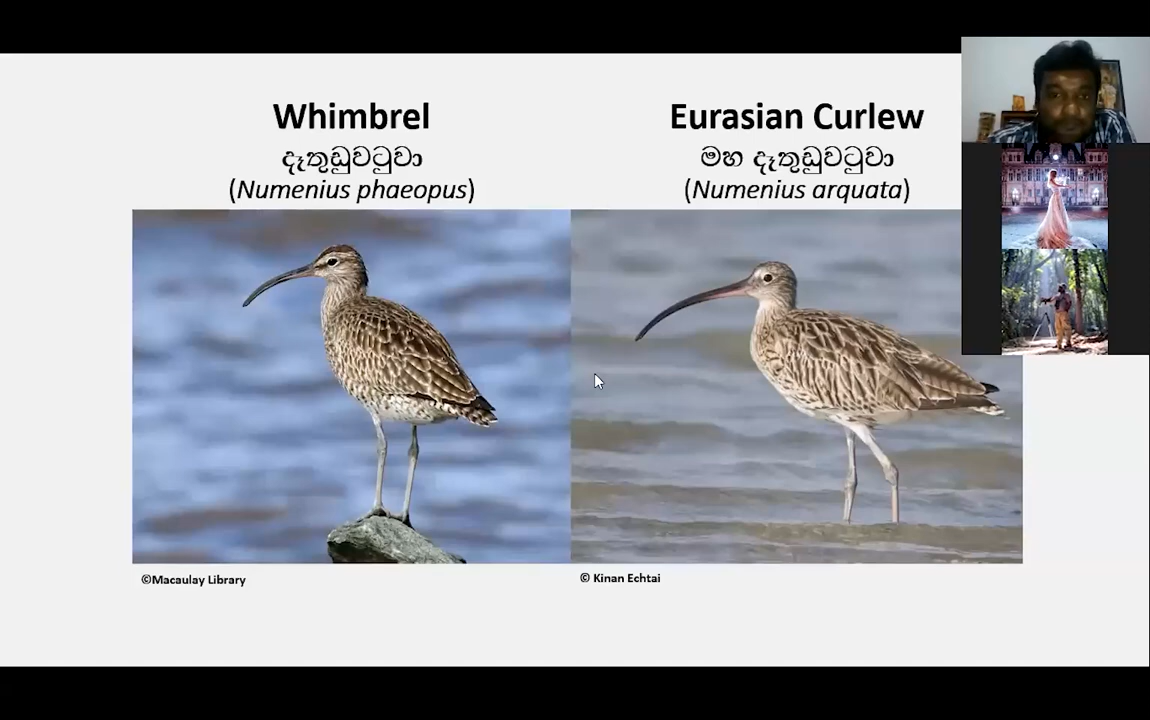 Whimbrel
දෑතුඩුවටුවා
(Numenius phaeopus)
Eurasian Curlew
මහ දෑතුඩුවටුවා
(Numenius arquata)
©Macaulay Library
© Kinan Echtai